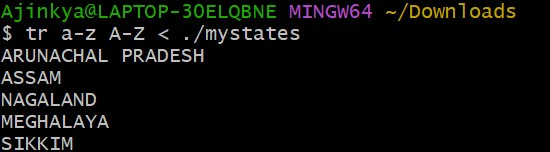 Ajinkya@LAPTOP-3OELQBNE MINGW64 ~/Downloads
$ tr a-z A-Z < ./mystates
ARUNACHAL PRADESH
ASSAM
NAGALAND
MEGHALAYA
SIKKIM